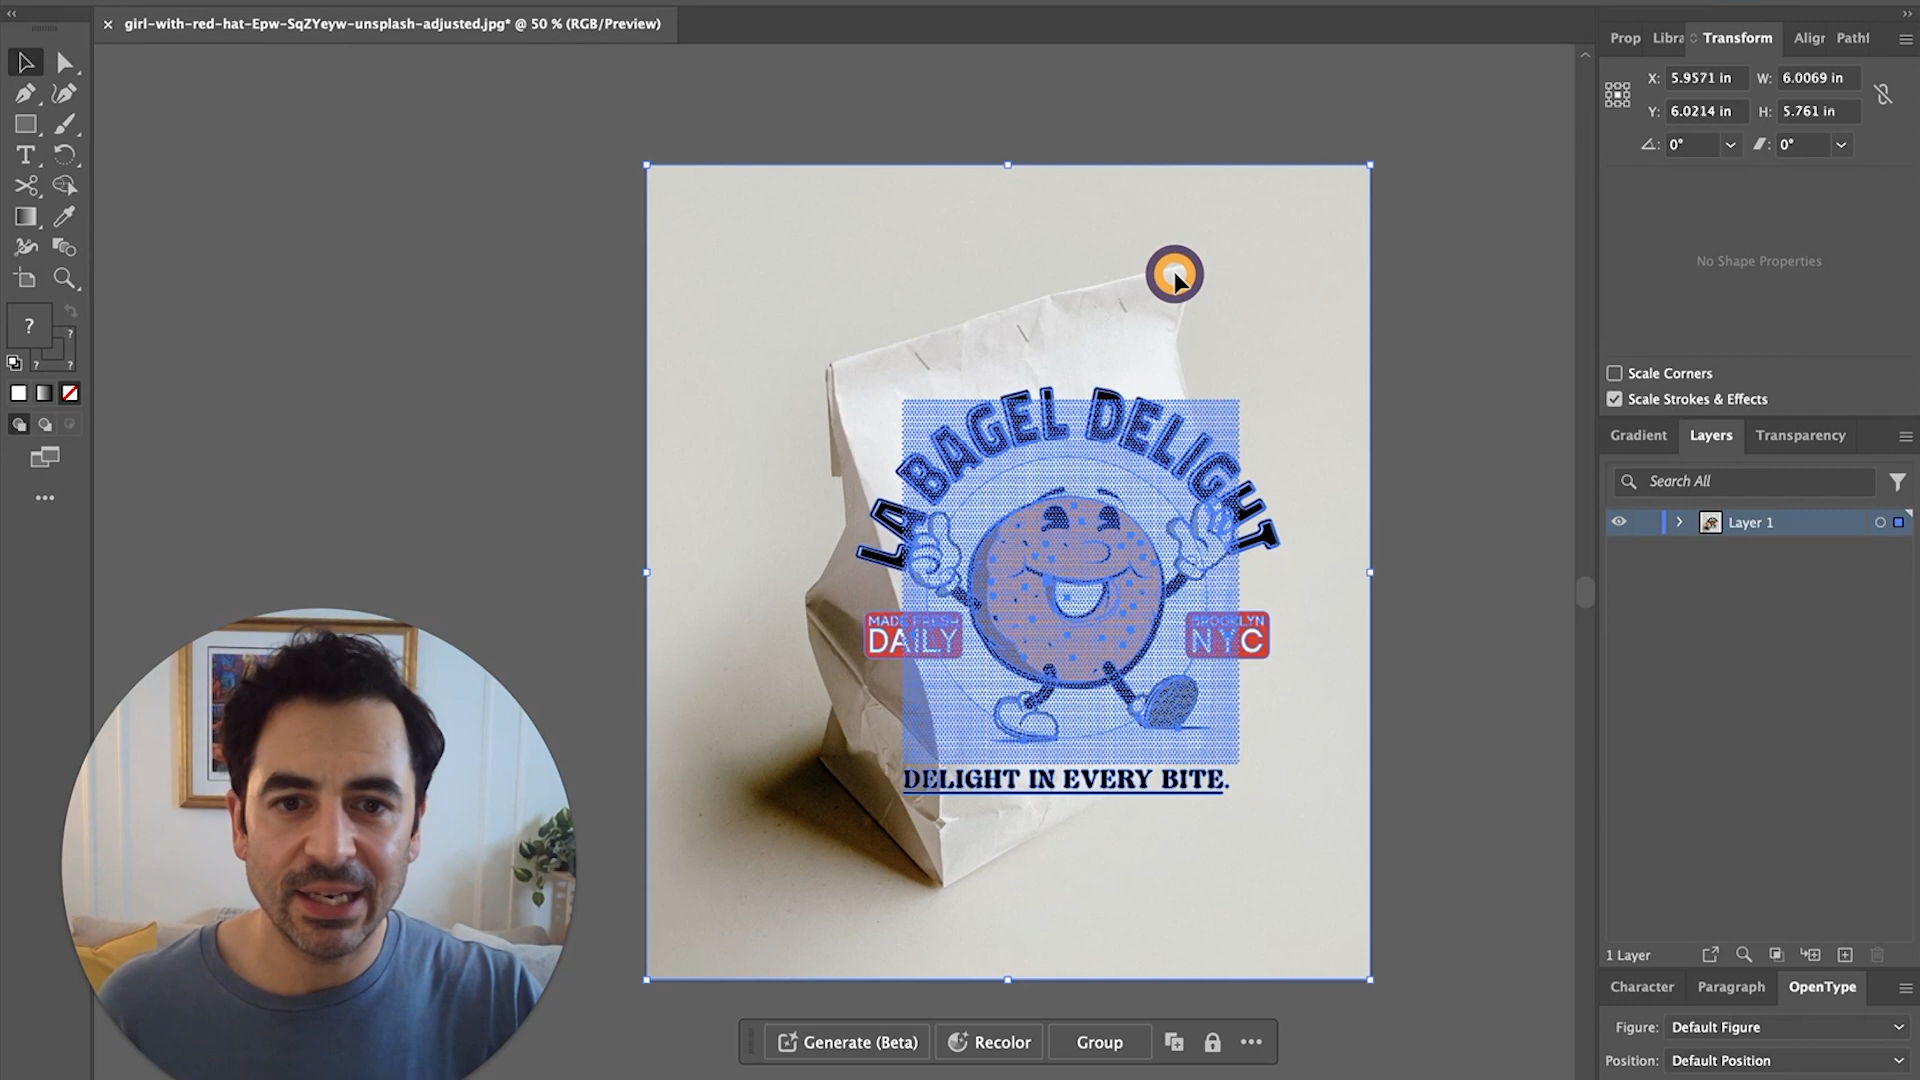 girl-with-red-hat-Epw-SqZYeyw-unsplash-adjusted.jpg* @ 50 % (RGB/Preview)
Prop Libra Transform Aligr Pathf
X: 5.9571 in W: 6.0069 in
Y: 6.0214 in H: 5.761 in
0° 0°
No Shape Properties
Scale Corners
Scale Strokes & Effects
Gradient Layers Transparency
Search All
Layer 1
LA BAGEL DELIGHT
MADE FRESH
DAILY
BROOKLYN
NYC
DELIGHT IN EVERY BITE.
1 Layer
Character Paragraph OpenType
Figure: Default Figure
Position: Default Position
Generate (Beta) Recolor Group